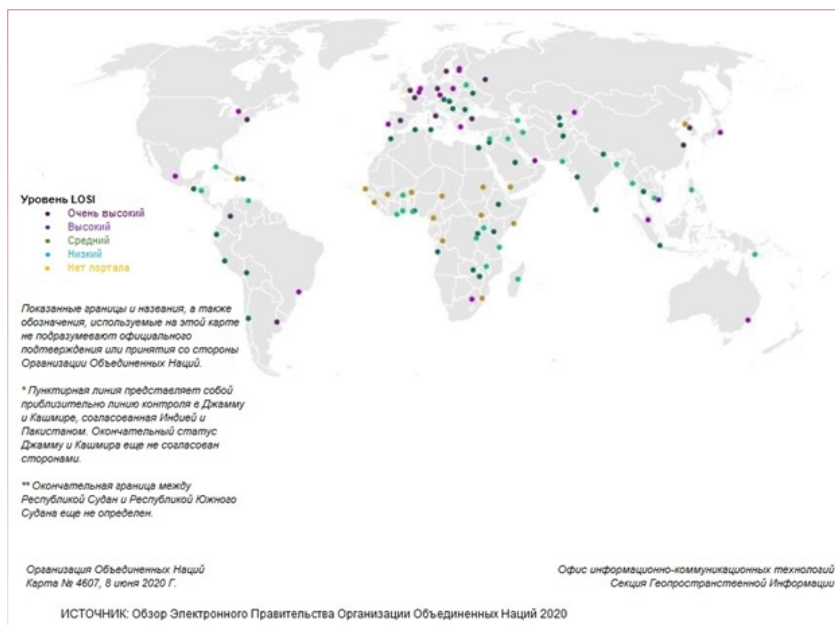 Уровень LOSI
Очень высокий
Высокий
Средний
Низкий
Нет портала
Показанные границы и названия, а также
обозначения, используемые на этой карте
не подразумевают официального
подтверждения или принятия со стороны
Организации Объединенных Наций.
* Пунктирная линия представляет собой
приблизительно линию контроля в Джамму
и Кашмире, согласованная Индией и
Пакистаном. Окончательный статус
Джамму и Кашмира еще не согласован
сторонами.
** Окончательная граница между
Республикой Судан и Республикой Южного
Судана еще не определен.
Организация Объединенных Наций
Карта № 4607, 8 июня 2020 Г.
Офис информационно-коммуникационных технологий
Секция Геопространственной Информации
ИСТОЧНИК: Обзор Электронного Правительства Организации Объединенных Наций 2020